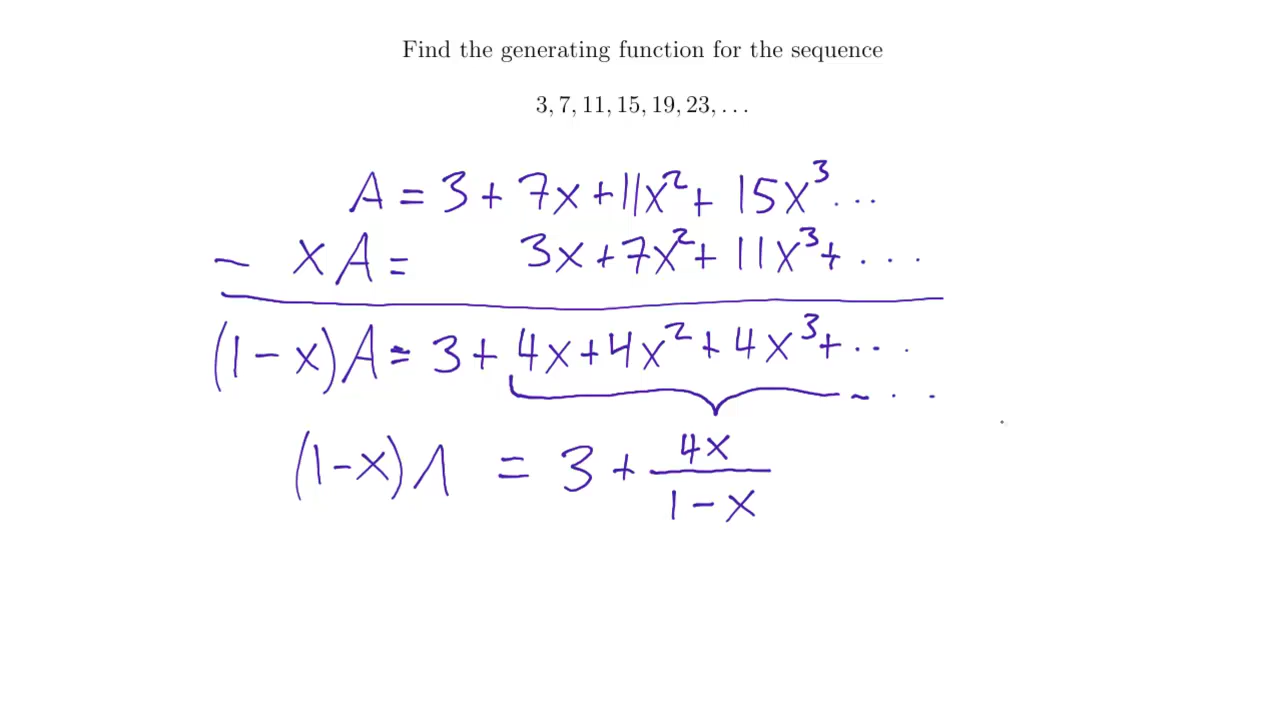 Find the generating function for the sequence
3, 7, 11, 15, 19, 23, . . .
A = 3 + 7x + 11x² + 15x³ . . .
- xA = 3x + 7x² + 11x³ + . . .
(1 - x)A = 3 + 4x + 4x² + 4x³ + . . .
(1 - x)A = 3 + 4x / 1 - x